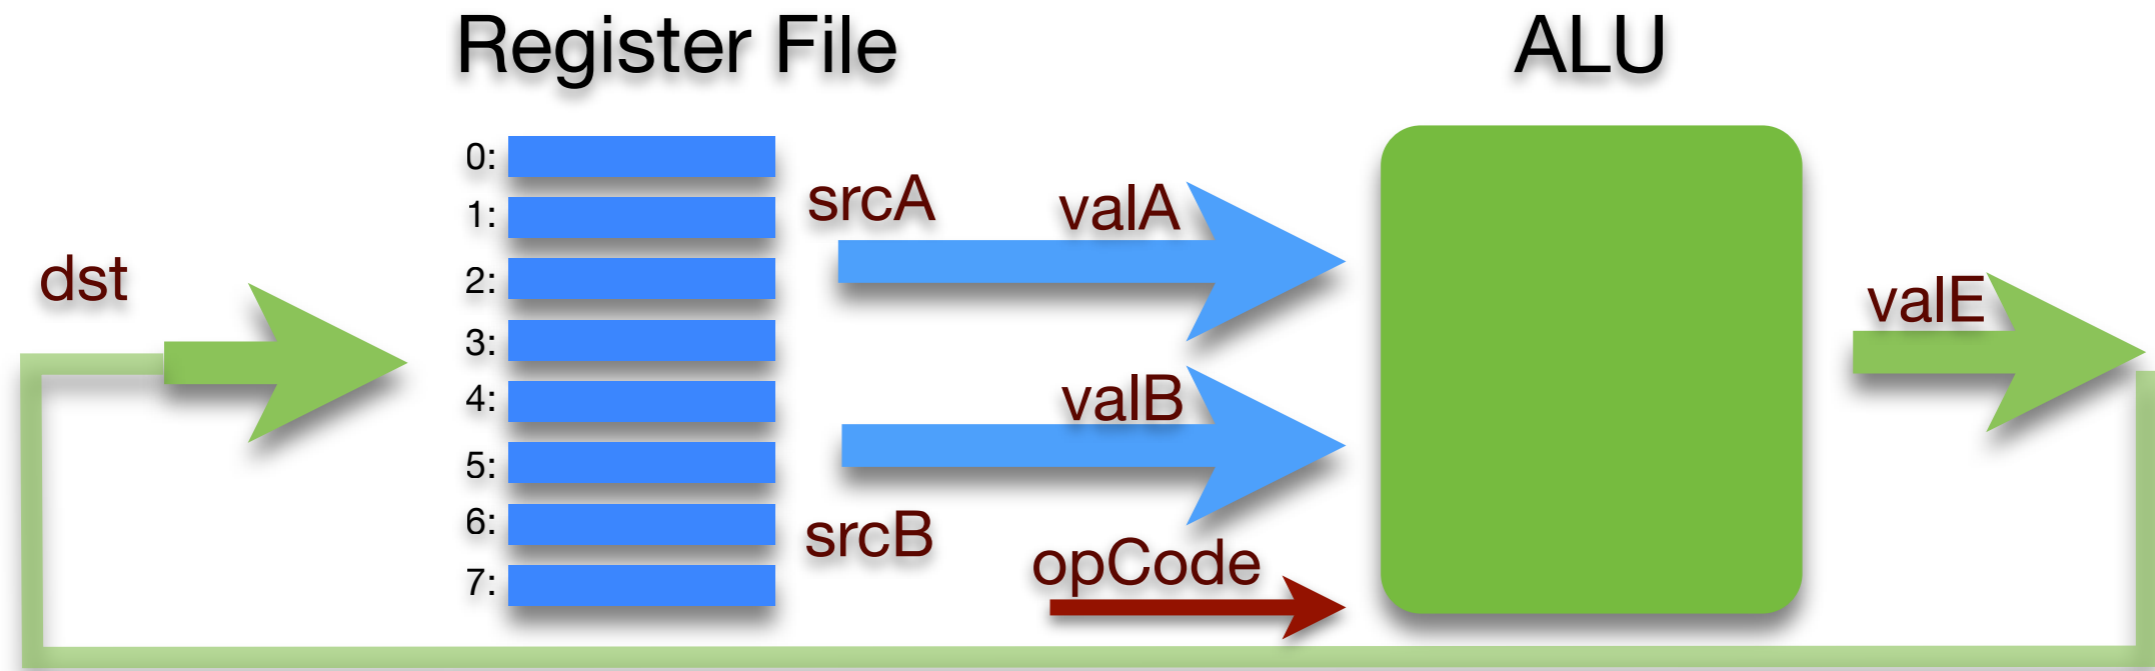 Register File
ALU
0:
1:
2:
3:
4:
5:
6:
7:
srcA
valA
dst
valE
valB
srcB
opCode